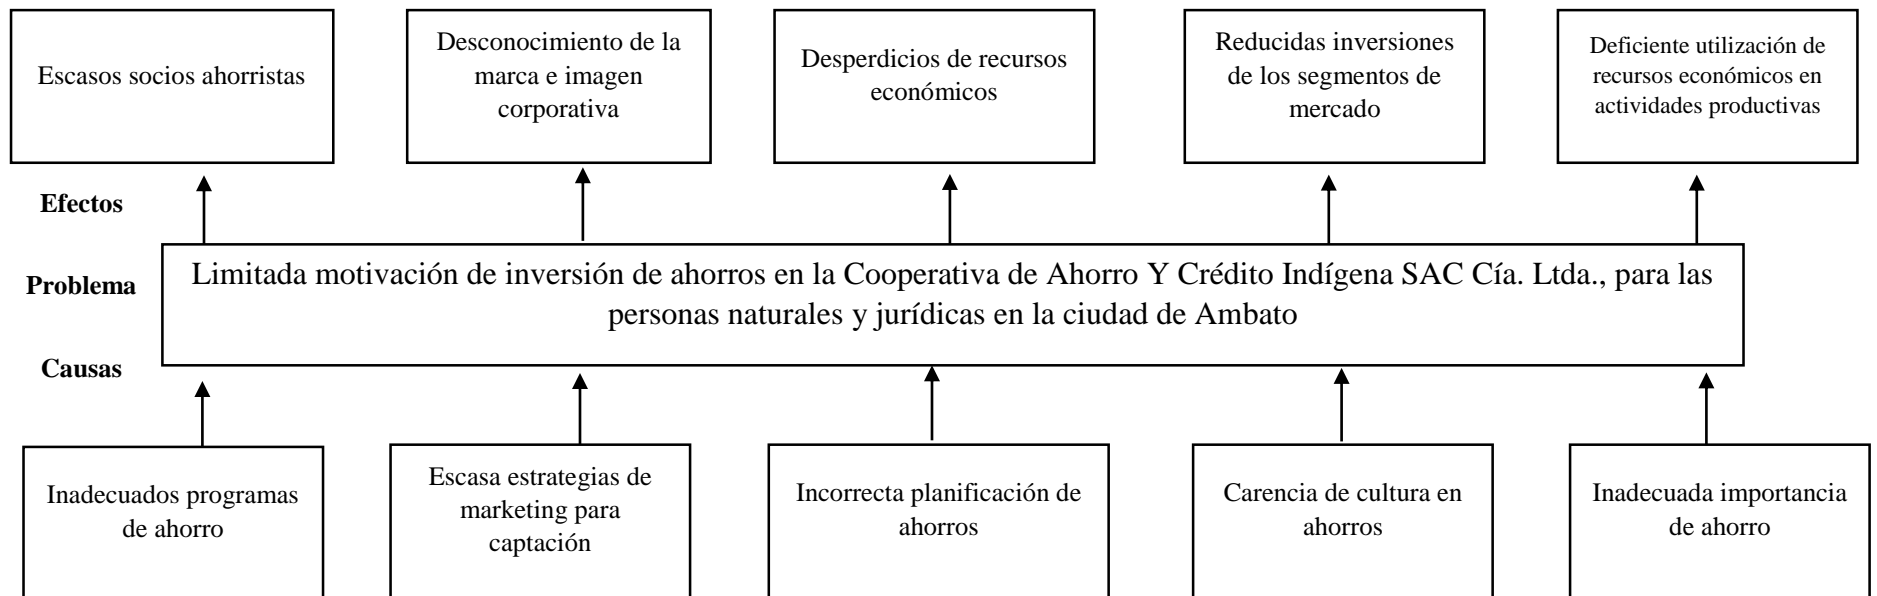 Escasos socios ahorristas
Desconocimiento de la
marca e imagen
corporativa
Desperdicios de recursos
económicos
Reducidas inversiones
de los segmentos de
mercado
Deficiente utilización de
recursos económicos en
actividades productivas
Efectos
Problema
Limitada motivación de inversión de ahorros en la Cooperativa de Ahorro Y Crédito Indígena SAC Cía. Ltda., para las
personas naturales y jurídicas en la ciudad de Ambato
Causas
Inadecuados programas
de ahorro
Escasa estrategias de
marketing para
captación
Incorrecta planificación de
ahorros
Carencia de cultura en
ahorros
Inadecuada importancia
de ahorro